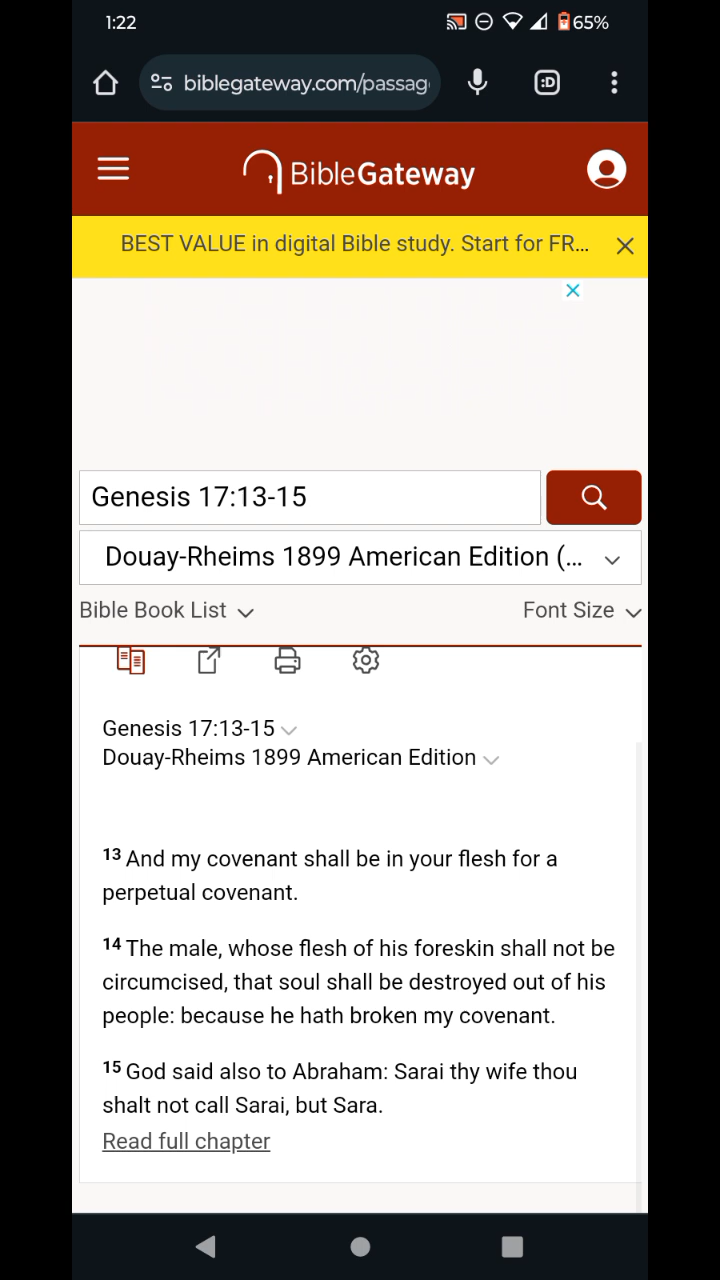 1:22
65%
biblegateway.com/passag
:D
BibleGateway
BEST VALUE in digital Bible study. Start for FR...
Genesis 17:13-15
Douay-Rheims 1899 American Edition (...
Bible Book List
Font Size
Genesis 17:13-15
Douay-Rheims 1899 American Edition
13 And my covenant shall be in your flesh for a
perpetual covenant.
14 The male, whose flesh of his foreskin shall not be
circumcised, that soul shall be destroyed out of his
people: because he hath broken my covenant.
15 God said also to Abraham: Sarai thy wife thou
shalt not call Sarai, but Sara.
Read full chapter